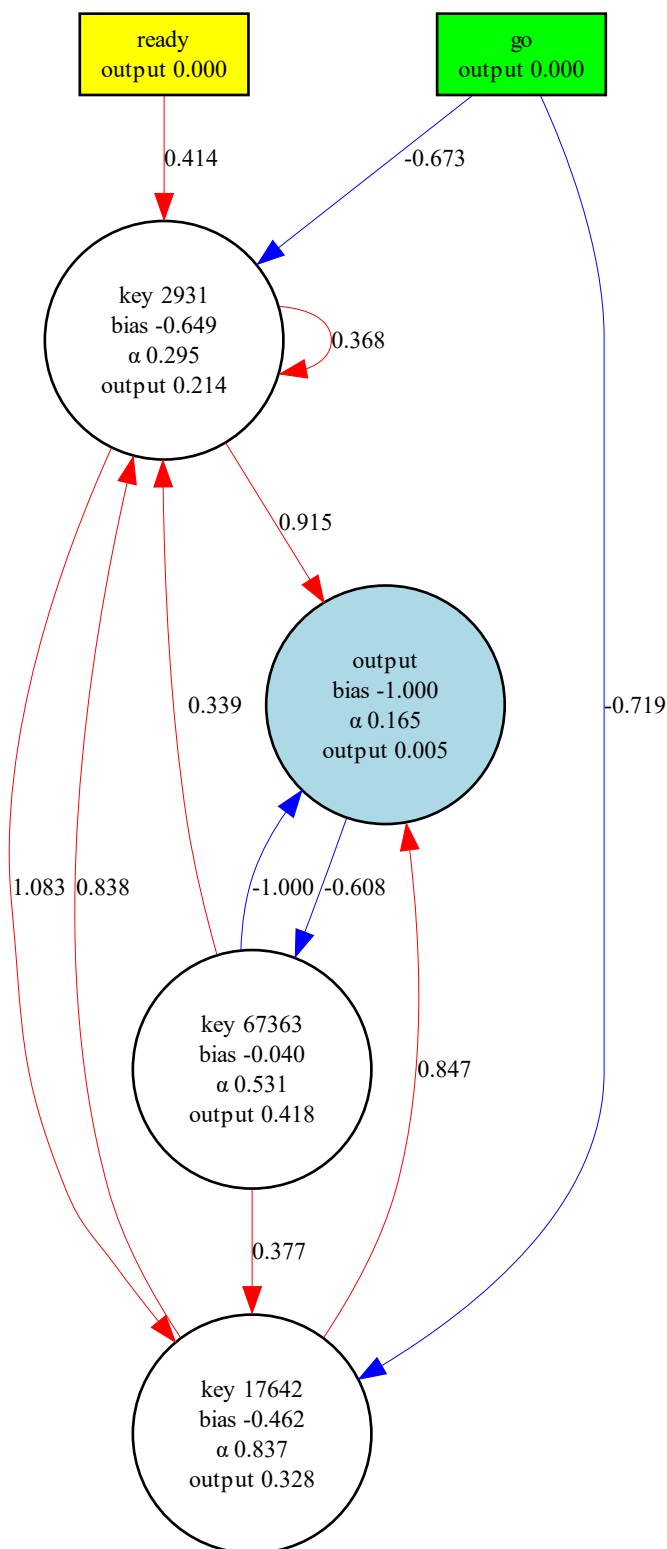 ready
output 0.000
go
output 0.000
0.414
-0.673
key 2931
bias -0.649
α 0.295
output 0.214
0.368
0.915
output
bias -1.000
α 0.165
output 0.005
0.339
-0.719
1.083
0.838
-1.000
-0.608
key 67363
bias -0.040
α 0.531
output 0.418
0.847
0.377
key 17642
bias -0.462
α 0.837
output 0.328